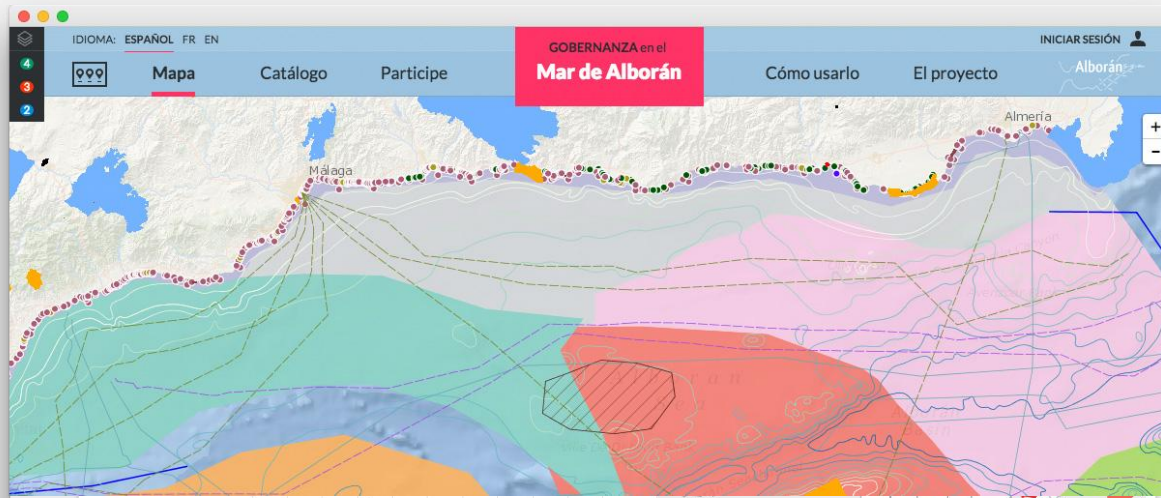 IDIOMA: ESPAÑOL FR EN
INICIAR SESIÓN
GOBERNANZA en el
Mar de Alborán
Mapa
Catálogo
Participe
Cómo usarlo
El proyecto
Alborán
4
3
2
Málaga
Almería
+
-
Alboran